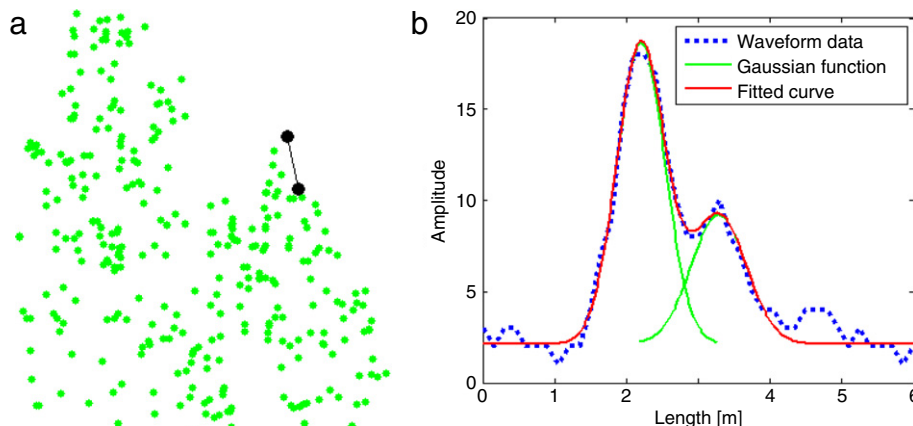 a
b
20
15
10
5
0
Amplitude
Waveform data
Gaussian function
Fitted curve
0 1 2 3 4 5 6
Length [m]